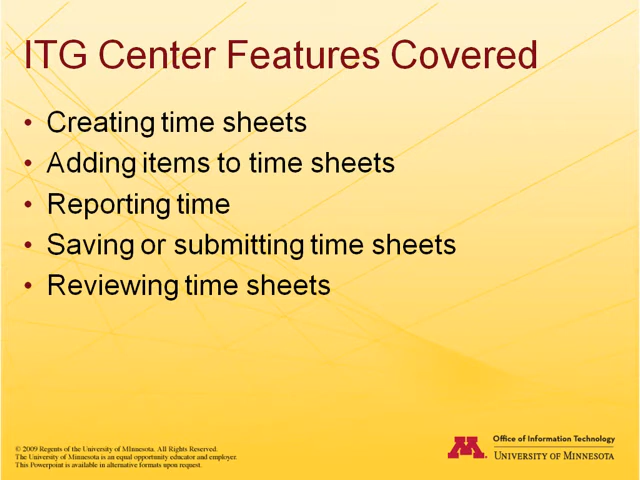 ITG Center Features Covered
• Creating time sheets
• Adding items to time sheets
• Reporting time
• Saving or submitting time sheets
• Reviewing time sheets
© 2009 Regents of the University of MInnesota. All Rights Reserved.
The University of Minnesota is an equal opportunity educator and employer.
This Powerpoint is available in alternative formats upon request.
M
Office of Information Technology
UNIVERSITY OF MINNESOTA